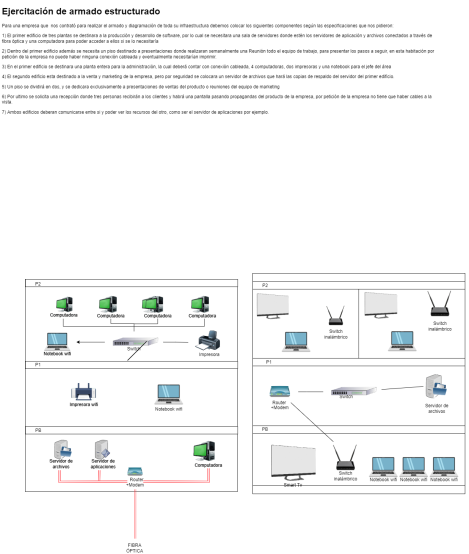 Ejercitación de armado estructurado
Para una empresa que nos contrató para realizar el armado y diagramación de toda su infraestructura debemos colocar los siguientes componentes según las especificaciones que nos pidieron:
1) El primer edificio de tres plantas se destinara a la producción y desarrollo de software, por lo cual se necesitara una sala de servidores donde estén los servidores de aplicación y archivos conectados a través de
fibra óptica y una computadora para poder acceder a ellos si se lo necesitaría
2) Dentro del primer edificio además se necesita un piso destinado a presentaciones donde realizaran semanalmente una Reunión todo el equipo de trabajo, para presentar los pasos a seguir, en esta habitación por
petición de la empresa no puede haber ninguna conexión cableada y eventualmente necesitarían imprimir
3) En el primer edificio se destinara una planta entera para la administración, la cual deberá contar con conexión cableada, 4 computadoras, dos impresoras y una notebook para el jefe del área
4) El segundo edificio esta destinado a la venta y marketing de la empresa, pero por seguridad se colocara un servidor de archivos que hará las copias de respaldo del servidor del primer edificio.
5) Un piso se dividirá en dos, y se dedicara exclusivamente a presentaciones de ventas del producto o reuniones del equipo de marketing
6) Por ultimo se solicita una recepción donde tres personas recibirán a los clientes y habrá una pantalla pasando propagandas del producto de la empresa, por petición de la empresa no tiene que haber cables a la
vista.
7) Ambos edificios deberán comunicarse entre si y poder ver los recursos del otro, como ser el servidor de aplicaciones por ejemplo.
P2
Computadora
Computadora
Computadora
Computadora
Notebook wifi
Switch
Impresora
P1
Impresora wifi
Notebook wifi
PB
Servidor de
archivos
Servidor de
aplicaciones
Computadora
Router
+Modem
FIBRA
ÓPTICA
P2
Switch
inalámbrico
Switch
inalámbrico
P1
Router
+Modem
Switch
Servidor de
archivos
PB
Smart Tv
Switch
inalámbrico
Notebook wifi
Notebook wifi
Notebook wifi